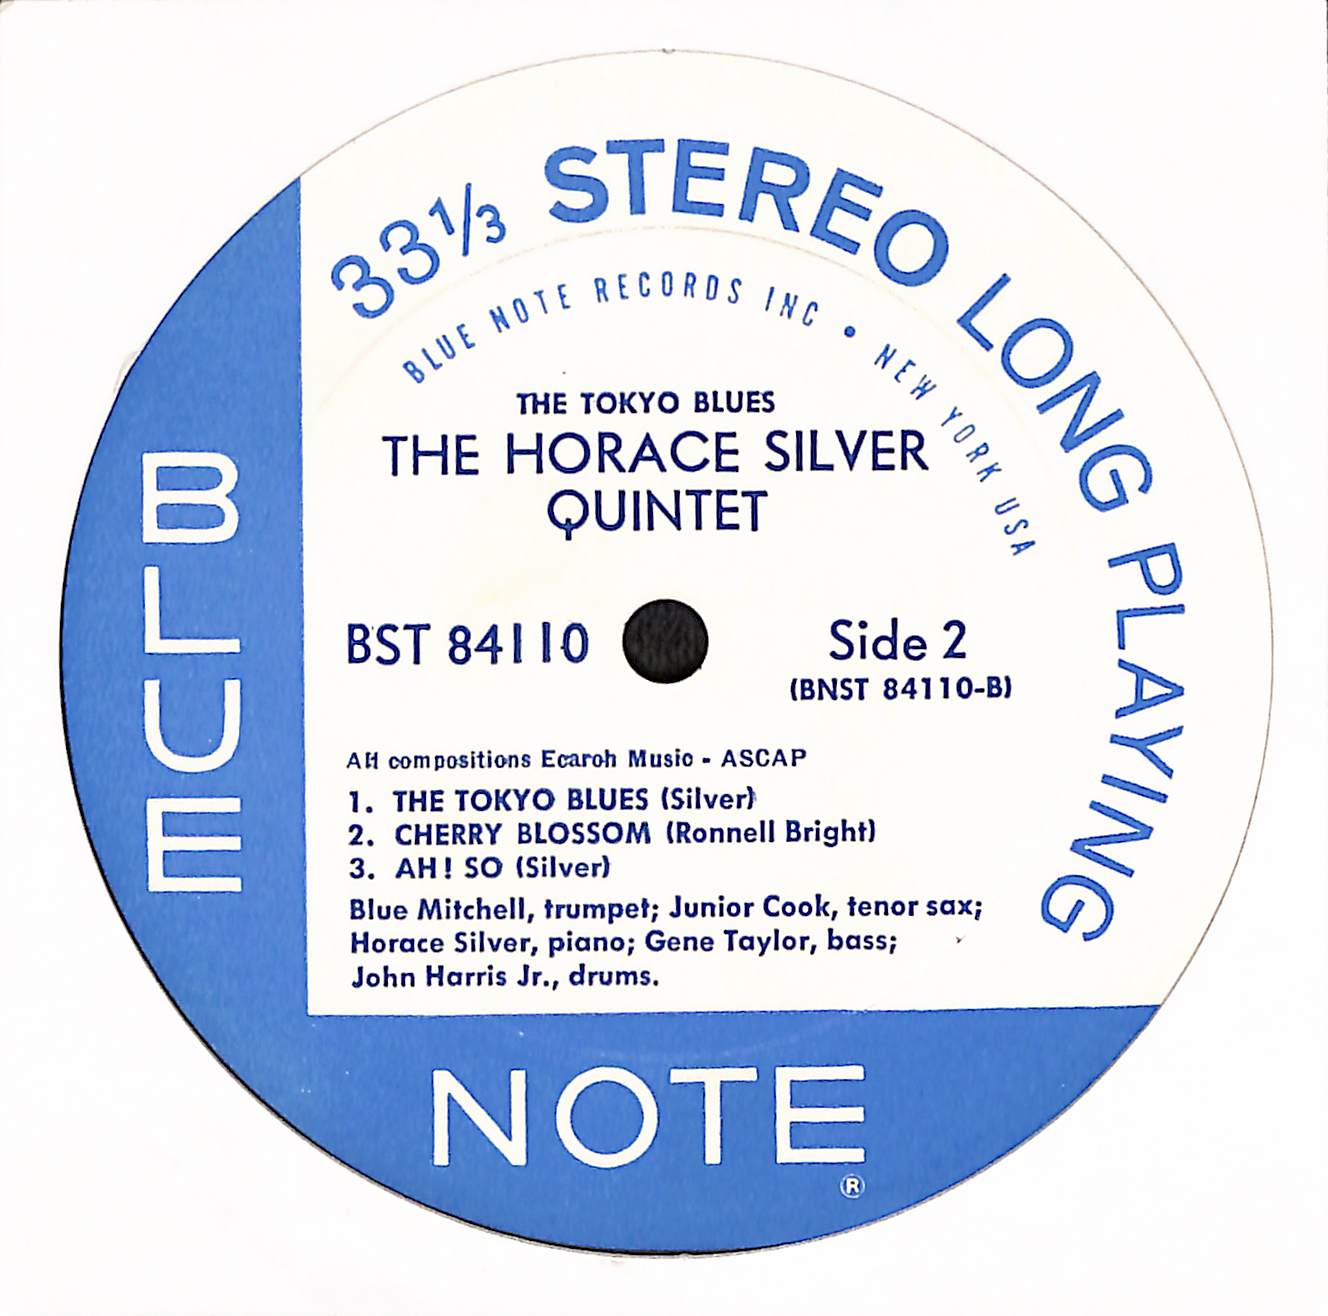 33⅓ STEREO LONG PLAYING
BLUE NOTE RECORDS INC • NEW YORK USA
THE TOKYO BLUES
THE HORACE SILVER
QUINTET
BST 84110
Side 2
(BNST 84110-B)
All compositions Ecaroh Music - ASCAP
1. THE TOKYO BLUES (Silver)
2. CHERRY BLOSSOM (Ronnell Bright)
3. AH! SO (Silver)
Blue Mitchell, trumpet; Junior Cook, tenor sax;
Horace Silver, piano; Gene Taylor, bass;
John Harris Jr., drums.
BLUE
NOTE
®